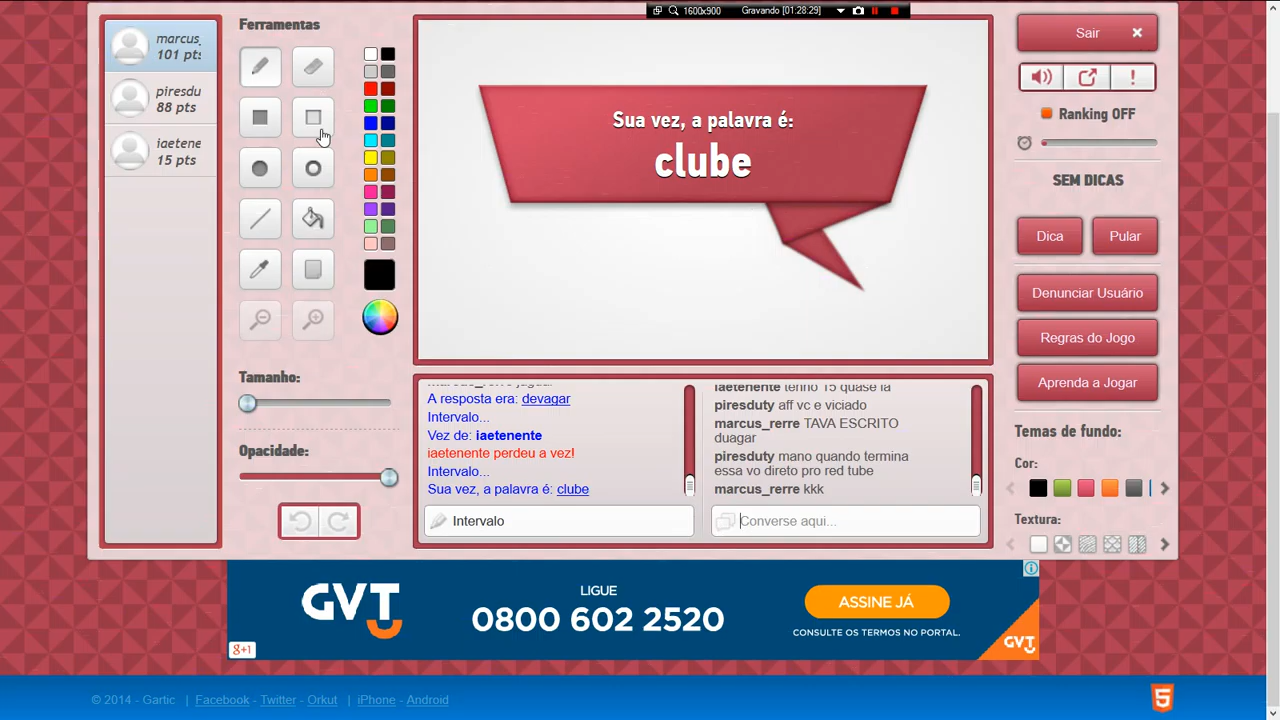 1600x900
Gravando [01:28:29]
marcus_
101 pts
piresdu
88 pts
iaetene
15 pts
Ferramentas
Tamanho:
Opacidade:
Sua vez, a palavra é:
clube
A resposta era: devagar
Intervalo...
Vez de: iaetenente
iaetenente perdeu a vez!
Intervalo...
Sua vez, a palavra é: clube
Intervalo
iaetenente tenho 15 quase la
piresduty aff vc e viciado
marcus_rerre TAVA ESCRITO
duagar
piresduty mano quando termina
essa vo direto pro red tube
marcus_rerre kkk
Converse aqui...
Sair
Ranking OFF
SEM DICAS
Dica
Pular
Denunciar Usuário
Regras do Jogo
Aprenda a Jogar
Temas de fundo:
Cor:
Textura:
GVT
LIGUE
0800 602 2520
ASSINE JÁ
CONSULTE OS TERMOS NO PORTAL.
GVT
g+1
© 2014 - Gartic | Facebook - Twitter - Orkut | iPhone - Android
5